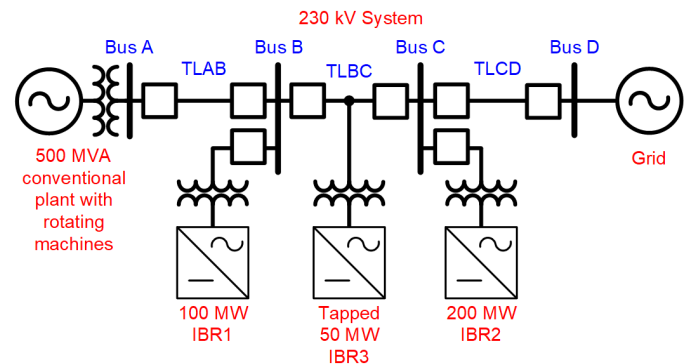 230 kV System
Bus A
Bus B
Bus C
Bus D
TLAB
TLBC
TLCD
500 MVA
conventional
plant with
rotating
machines
Grid
100 MW
IBR1
Tapped
50 MW
IBR3
200 MW
IBR2